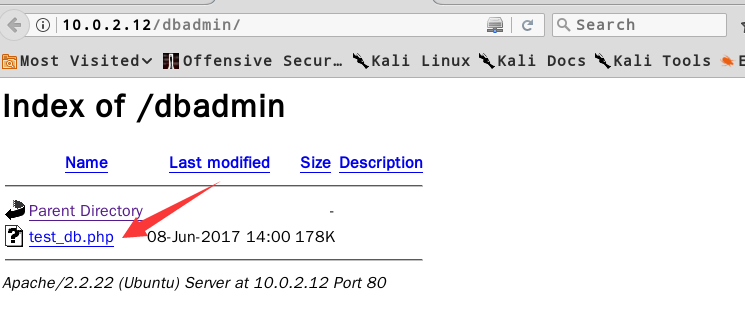 10.0.2.12/dbadmin/
Search
Most Visited Offensive Secur... Kali Linux Kali Docs Kali Tools
Index of /dbadmin
Name Last modified Size Description
Parent Directory -
test_db.php 08-Jun-2017 14:00 178K
Apache/2.2.22 (Ubuntu) Server at 10.0.2.12 Port 80